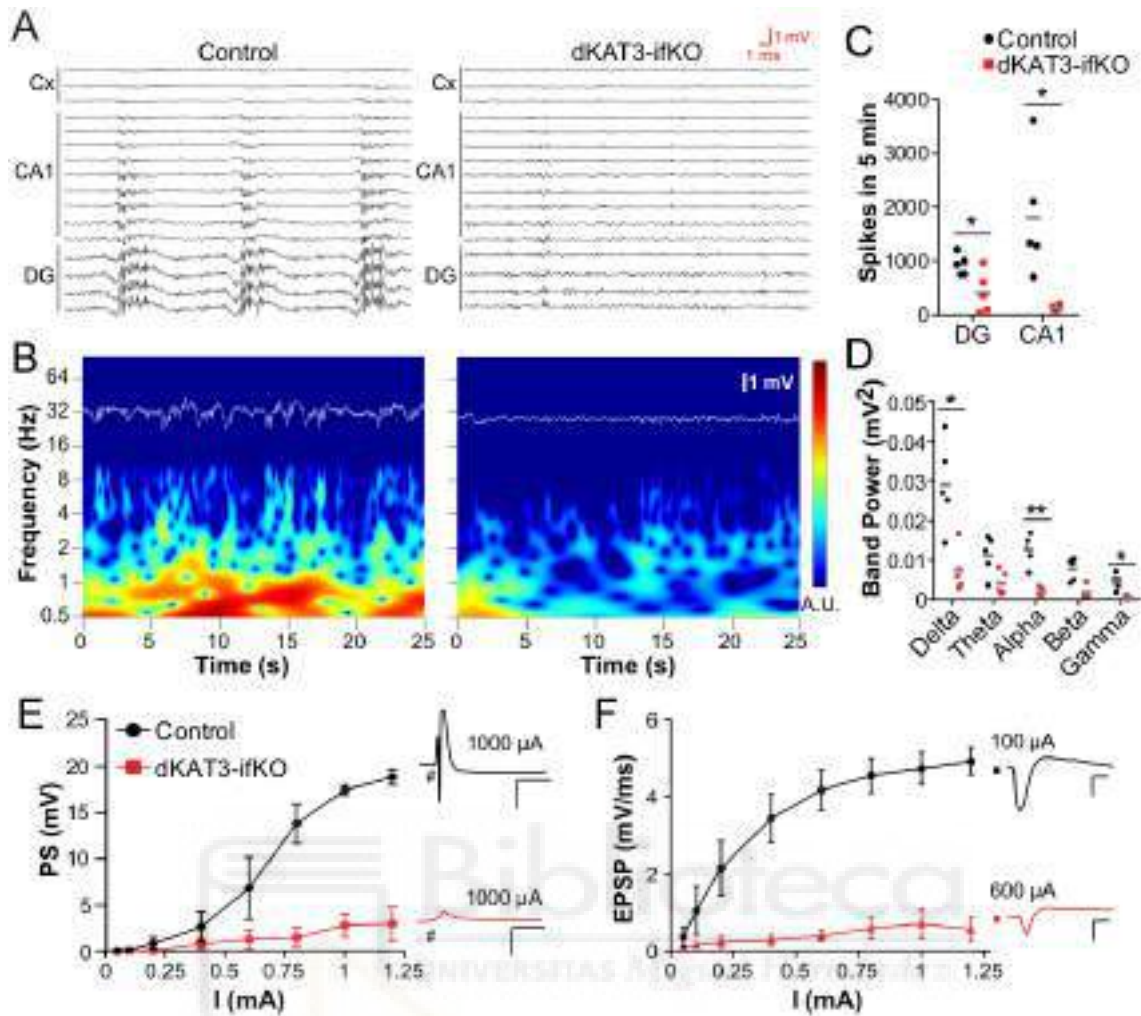 A
Control
dKAT3-ifKO
1 mV
1 ms
Cx
CA1
DG
Cx
CA1
DG
C
Control
dKAT3-ifKO
Spikes in 5 min
4000
3000
2000
1000
0
*
*
DG
CA1
B
Frequency (Hz)
64
32
16
8
4
2
1
0.5
0 5 10 15 20 25
Time (s)
1 mV
0 5 10 15 20 25
Time (s)
A.U.
D
Band Power (mV2)
0.05
0.04
0.03
0.02
0.01
0
*
**
*
Delta
Theta
Alpha
Beta
Gamma
E
Control
dKAT3-ifKO
PS (mV)
25
20
15
10
5
0
0.25 0.5 0.75 1 1.25
I (mA)
1000 µA
#
1000 µA
#
F
EPSP (mV/ms)
6
4
2
0
0.25 0.5 0.75 1 1.25
I (mA)
100 µA
600 µA
Biblioteca
UNIVERSITAS Miguel Hernández